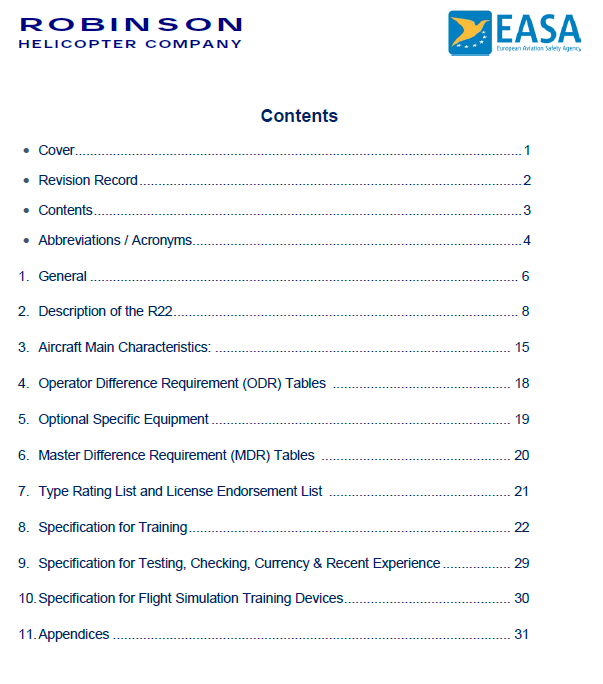 ROBINSON
HELICOPTER COMPANY
EASA
European Aviation Safety Agency
Contents
• Cover........................................................................................................................1
• Revision Record.......................................................................................................2
• Contents...................................................................................................................3
• Abbreviations / Acronyms.........................................................................................4
1. General ................................................................................................................. 6
2. Description of the R22........................................................................................... 8
3. Aircraft Main Characteristics: ............................................................................... 15
4. Operator Difference Requirement (ODR) Tables ................................................ 18
5. Optional Specific Equipment ................................................................................ 19
6. Master Difference Requirement (MDR) Tables ................................................... 20
7. Type Rating List and License Endorsement List ................................................. 21
8. Specification for Training...................................................................................... 22
9. Specification for Testing, Checking, Currency & Recent Experience .................. 29
10. Specification for Flight Simulation Training Devices............................................ 30
11. Appendices .......................................................................................................... 31